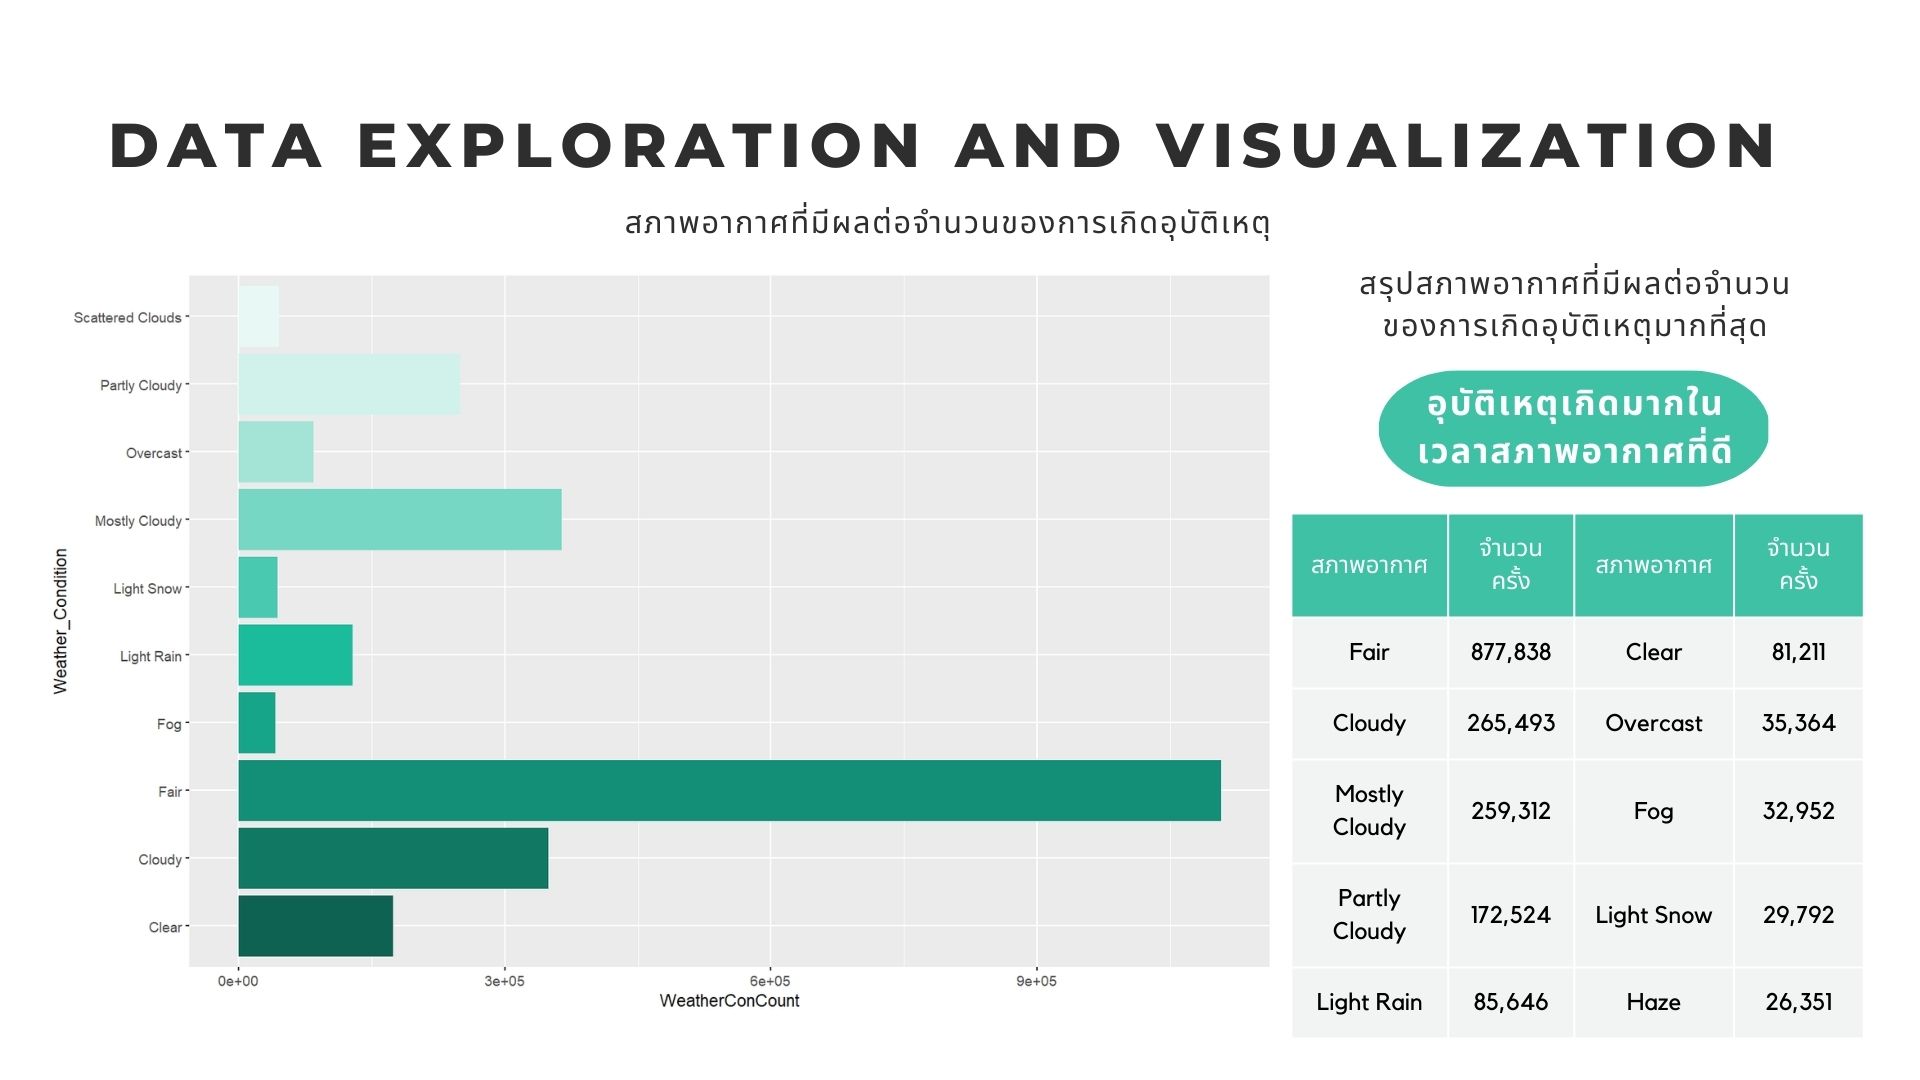 DATA EXPLORATION AND VISUALIZATION
สภาพอากาศที่มีผลต่อจำนวนของการเกิดอุบัติเหตุ
Weather_Condition
Scattered Clouds
Partly Cloudy
Overcast
Mostly Cloudy
Light Snow
Light Rain
Fog
Fair
Cloudy
Clear
0e+00 3e+05 6e+05 9e+05
WeatherConCount
สรุปสภาพอากาศที่มีผลต่อจำนวน
ของการเกิดอุบัติเหตุมากที่สุด
อุบัติเหตุเกิดมากใน
เวลาสภาพอากาศที่ดี
สภาพอากาศ จำนวน ครั้ง สภาพอากาศ จำนวน ครั้ง
Fair 877,838 Clear 81,211
Cloudy 265,493 Overcast 35,364
Mostly Cloudy 259,312 Fog 32,952
Partly Cloudy 172,524 Light Snow 29,792
Light Rain 85,646 Haze 26,351